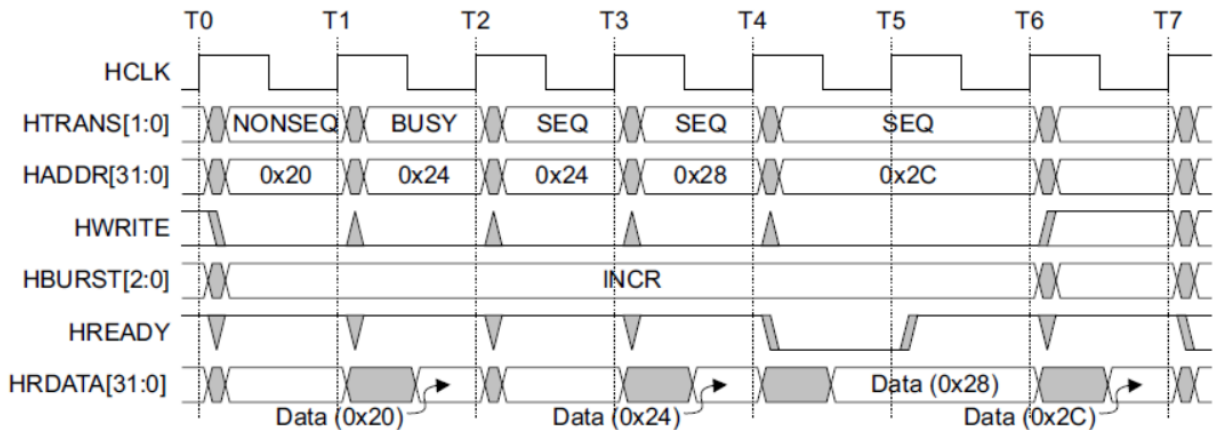 T0 T1 T2 T3 T4 T5 T6 T7
HCLK
HTRANS[1:0] NONSEQ BUSY SEQ SEQ SEQ
HADDR[31:0] 0x20 0x24 0x24 0x28 0x2C
HWRITE
HBURST[2:0] INCR
HREADY
HRDATA[31:0] Data (0x28)
Data (0x20) Data (0x24) Data (0x2C)